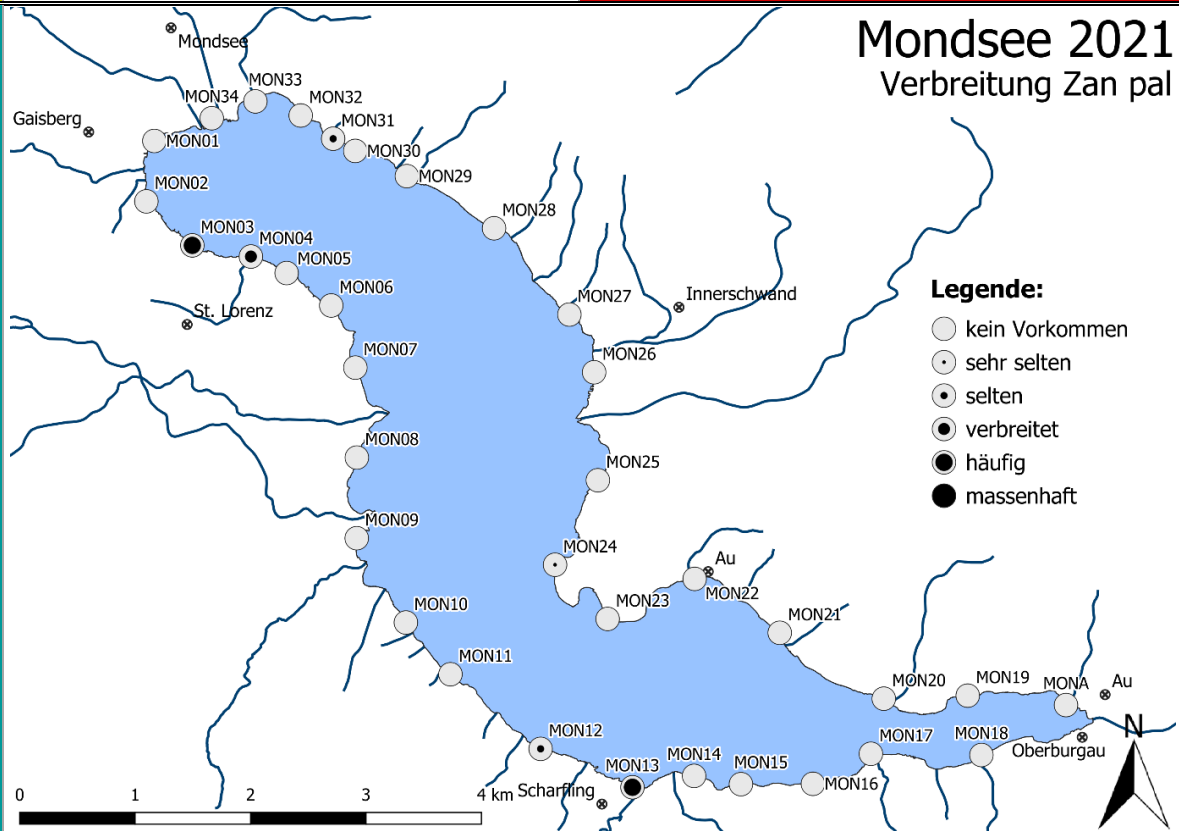 Mondsee 2021
Verbreitung Zan pal
Mondsee
MON33
MON34
MON32
Gaisberg
MON31
MON01
MON30
MON29
MON02
MON28
MON03
MON04
MON05
MON06
St. Lorenz
MON27
Innerschwand
MON26
MON07
MON08
MON25
MON09
MON24
Au
MON22
MON23
MON10
MON21
MON11
MON20
MON19
MONA
Au
MON12
MON17
MON18
Oberburgau
MON13
MON14
MON15
MON16
Scharfling
Legende:
kein Vorkommen
sehr selten
selten
verbreitet
häufig
massenhaft
N
0 1 2 3 4 km